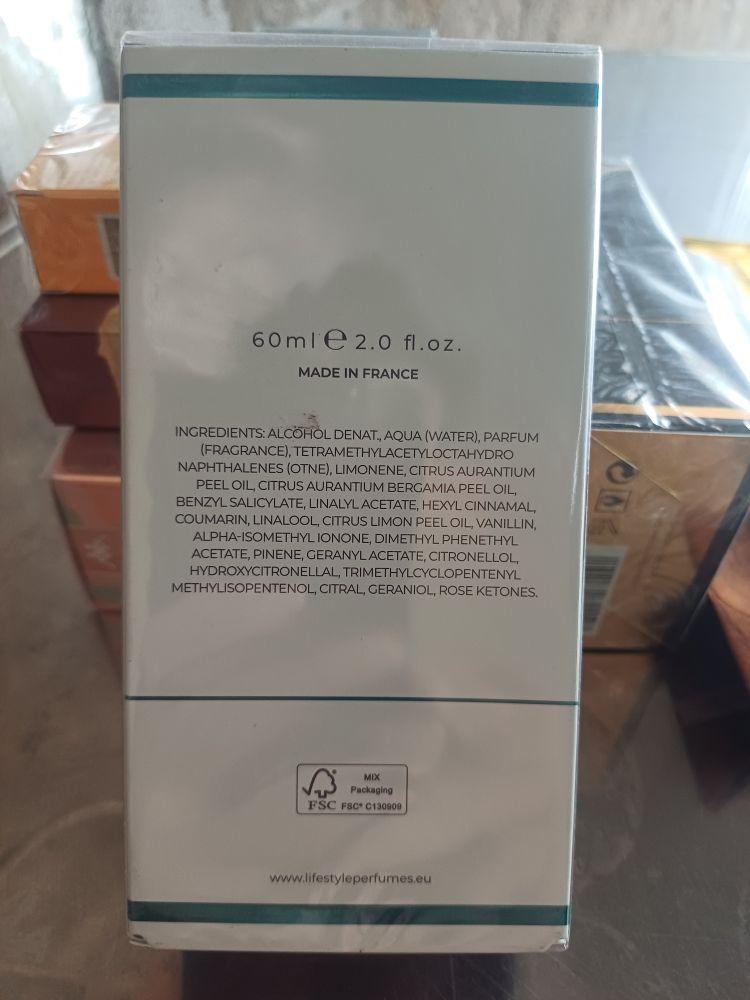 60ml ℮ 2.0 fl.oz.
MADE IN FRANCE
INGREDIENTS: ALCOHOL DENAT., AQUA (WATER), PARFUM
(FRAGRANCE), TETRAMETHYLACETYLOCTAHYDRO
NAPHTHALENES (OTNE), LIMONENE, CITRUS AURANTIUM
PEEL OIL, CITRUS AURANTIUM BERGAMIA PEEL OIL,
BENZYL SALICYLATE, LINALYL ACETATE, HEXYL CINNAMAL,
COUMARIN, LINALOOL, CITRUS LIMON PEEL OIL, VANILLIN,
ALPHA-ISOMETHYL IONONE, DIMETHYL PHENETHYL
ACETATE, PINENE, GERANYL ACETATE, CITRONELLOL,
HYDROXYCITRONELLAL, TRIMETHYLCYCLOPENTENYL
METHYLISOPENTENOL, CITRAL, GERANIOL, ROSE KETONES.
MIX
Packaging
FSC FSC® C130909
www.lifestyleperfumes.eu